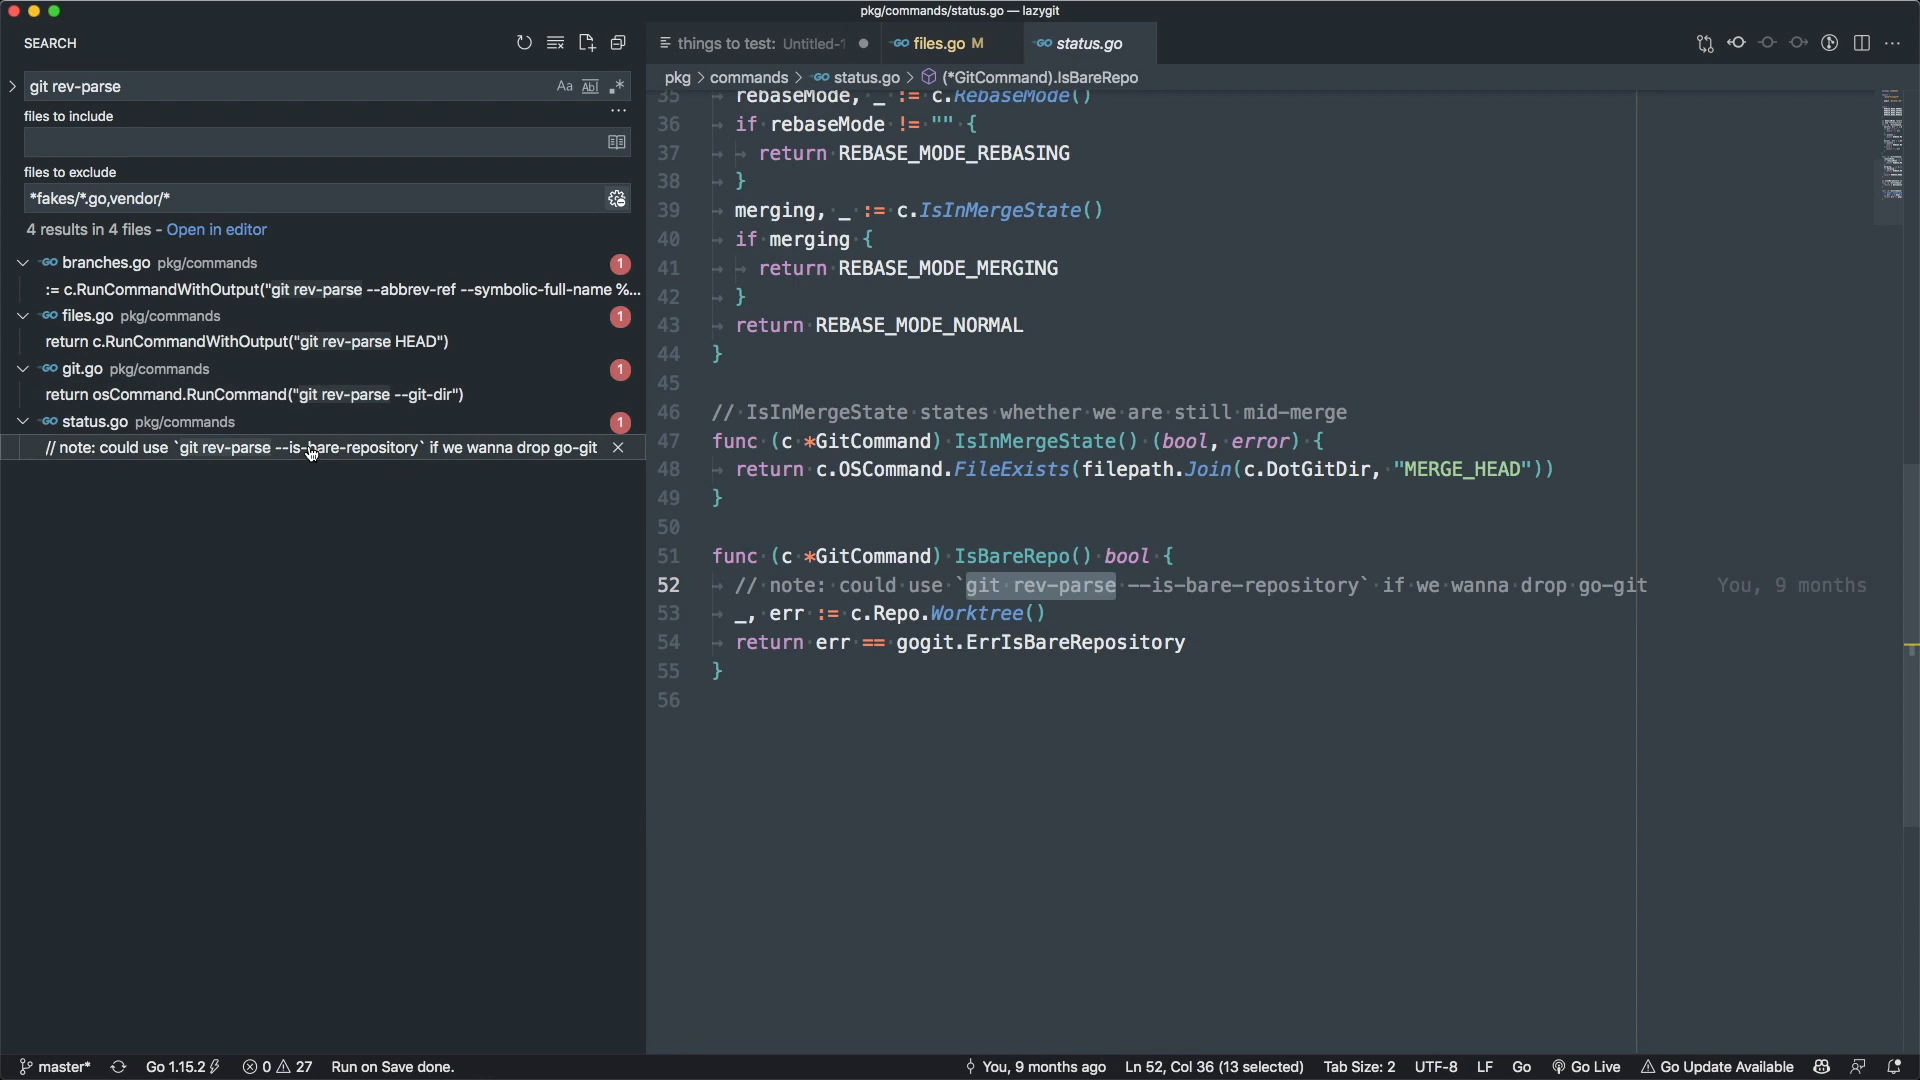 pkg/commands/status.go — lazygit
SEARCH
git rev-parse
Aa
Abl
files to include
files to exclude
*fakes/*.go,vendor/*
4 results in 4 files - Open in editor
branches.go pkg/commands 1
:= c.RunCommandWithOutput("git rev-parse --abbrev-ref --symbolic-full-name %...
files.go pkg/commands 1
return c.RunCommandWithOutput("git rev-parse HEAD")
git.go pkg/commands 1
return osCommand.RunCommand("git rev-parse --git-dir")
status.go pkg/commands 1
// note: could use `git rev-parse --is-bare-repository` if we wanna drop go-git
things to test: Untitled-1
files.go M
status.go
pkg > commands > status.go > (*GitCommand).IsBareRepo
35 rebaseMode, _ := c.RebaseMode()
36 if rebaseMode != "" {
37 return REBASE_MODE_REBASING
38 }
39 merging, _ := c.IsInMergeState()
40 if merging {
41 return REBASE_MODE_MERGING
42 }
43 return REBASE_MODE_NORMAL
44 }
45
46 // IsInMergeState states whether we are still mid-merge
47 func (c *GitCommand) IsInMergeState() (bool, error) {
48 return c.OSCommand.FileExists(filepath.Join(c.DotGitDir, "MERGE_HEAD"))
49 }
50
51 func (c *GitCommand) IsBareRepo() bool {
52 // note: could use `git rev-parse --is-bare-repository` if we wanna drop go-git You, 9 months
53 _, err := c.Repo.Worktree()
54 return err == gogit.ErrIsBareRepository
55 }
56
master* Go 1.15.2 0 27 Run on Save done. You, 9 months ago Ln 52, Col 36 (13 selected) Tab Size: 2 UTF-8 LF Go Go Live Go Update Available